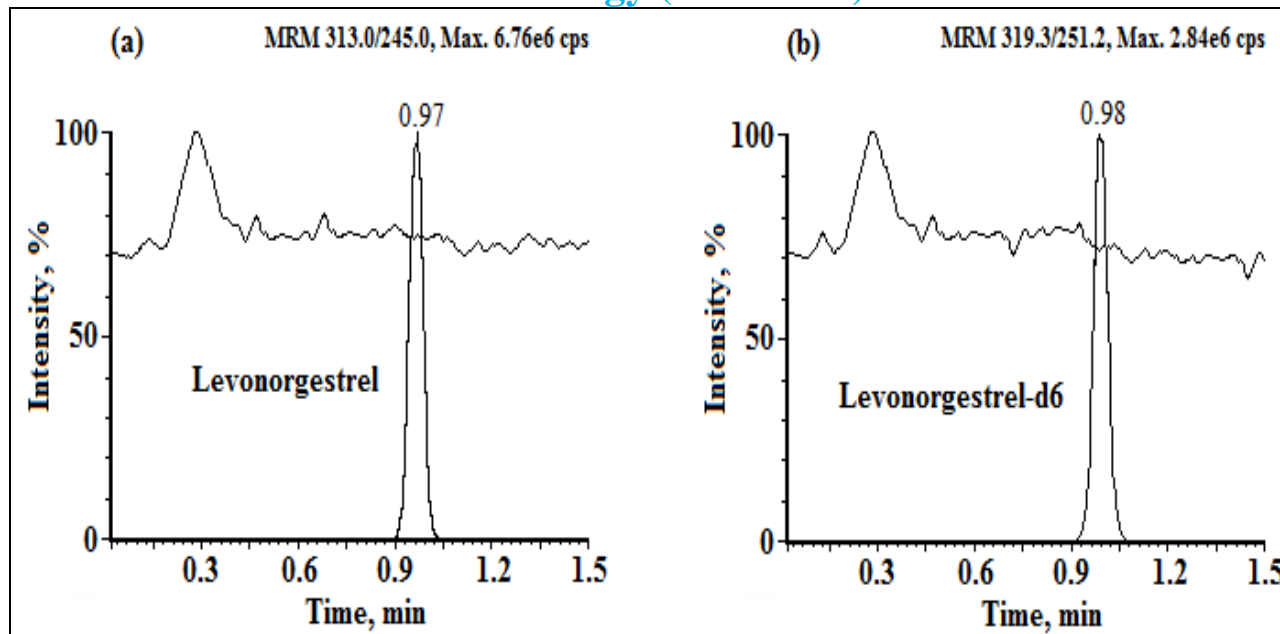 (a) MRM 313.0/245.0, Max. 6.76e6 cps
0.97
100
50
0
Intensity, %
Levonorgestrel
0.3 0.6 0.9 1.2 1.5
Time, min
(b) MRM 319.3/251.2, Max. 2.84e6 cps
0.98
100
50
0
Intensity, %
Levonorgestrel-d6
0.3 0.6 0.9 1.2 1.5
Time, min